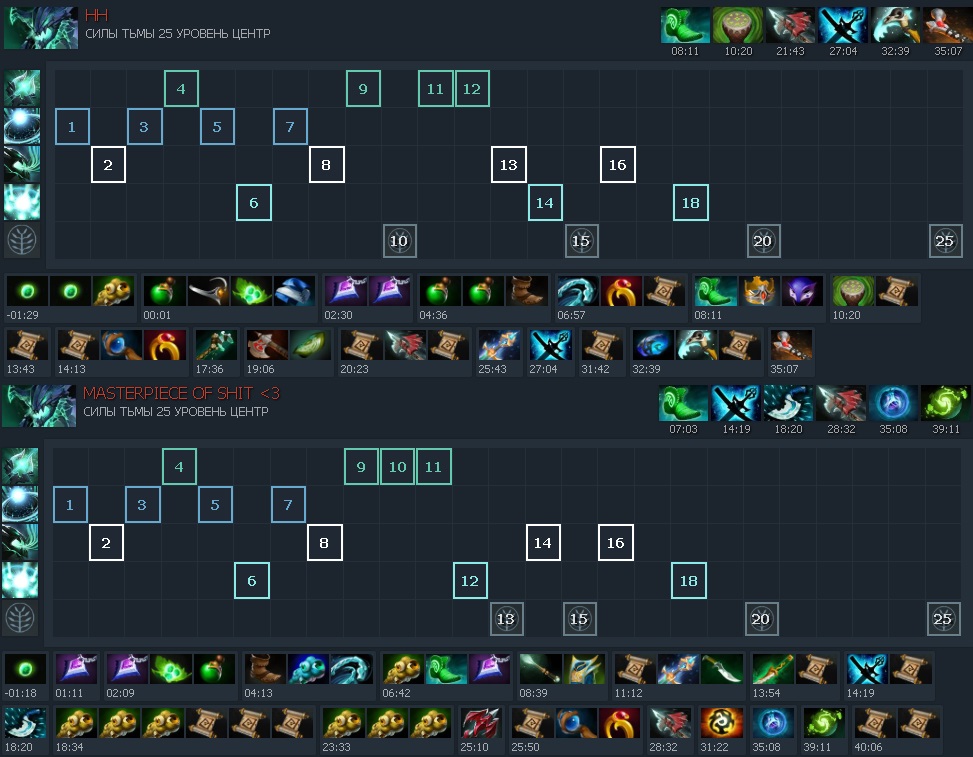 HH
СИЛЫ ТЬМЫ 25 УРОВЕНЬ ЦЕНТР
08:11 10:20 21:43 27:04 32:39 35:07
4 9 11 12
1 3 5 7
2 8 13 16
6 14 18
10 15 20 25
-01:29 00:01 02:30 04:36 06:57 08:11 10:20
13:43 14:13 17:36 19:06 20:23 25:43 27:04 31:42 32:39 35:07
MASTERPIECE OF SHIT <3
СИЛЫ ТЬМЫ 25 УРОВЕНЬ ЦЕНТР
07:03 14:19 18:20 28:32 35:08 39:11
4 9 10 11
1 3 5 7
2 8 14 16
6 12 18
13 15 20 25
-01:18 01:11 02:09 04:13 06:42 08:39 11:12 13:54 14:19
18:20 18:34 23:33 25:10 25:50 28:32 31:22 35:08 39:11 40:06